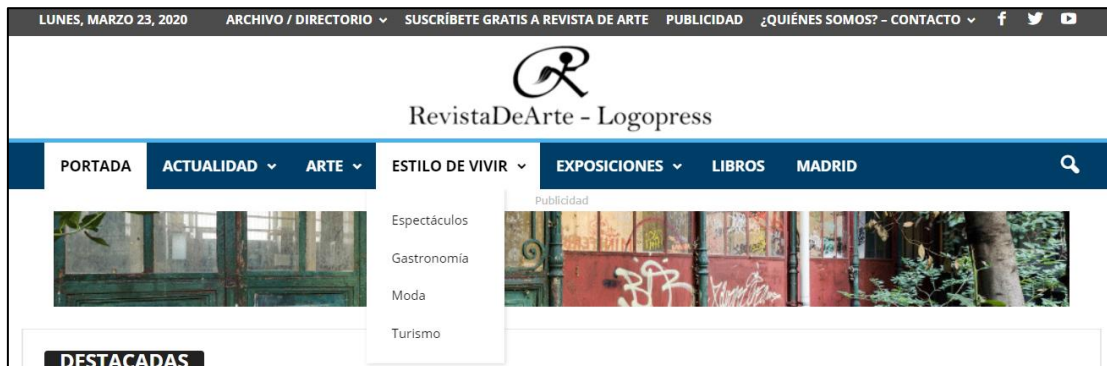 LUNES, MARZO 23, 2020 ARCHIVO / DIRECTORIO SUSCRÍBETE GRATIS A REVISTA DE ARTE PUBLICIDAD ¿QUIÉNES SOMOS? – CONTACTO
RevistaDeArte - Logopress
PORTADA ACTUALIDAD ARTE ESTILO DE VIVIR EXPOSICIONES LIBROS MADRID
Publicidad
Espectáculos
Gastronomía
Moda
Turismo
DESTACADAS